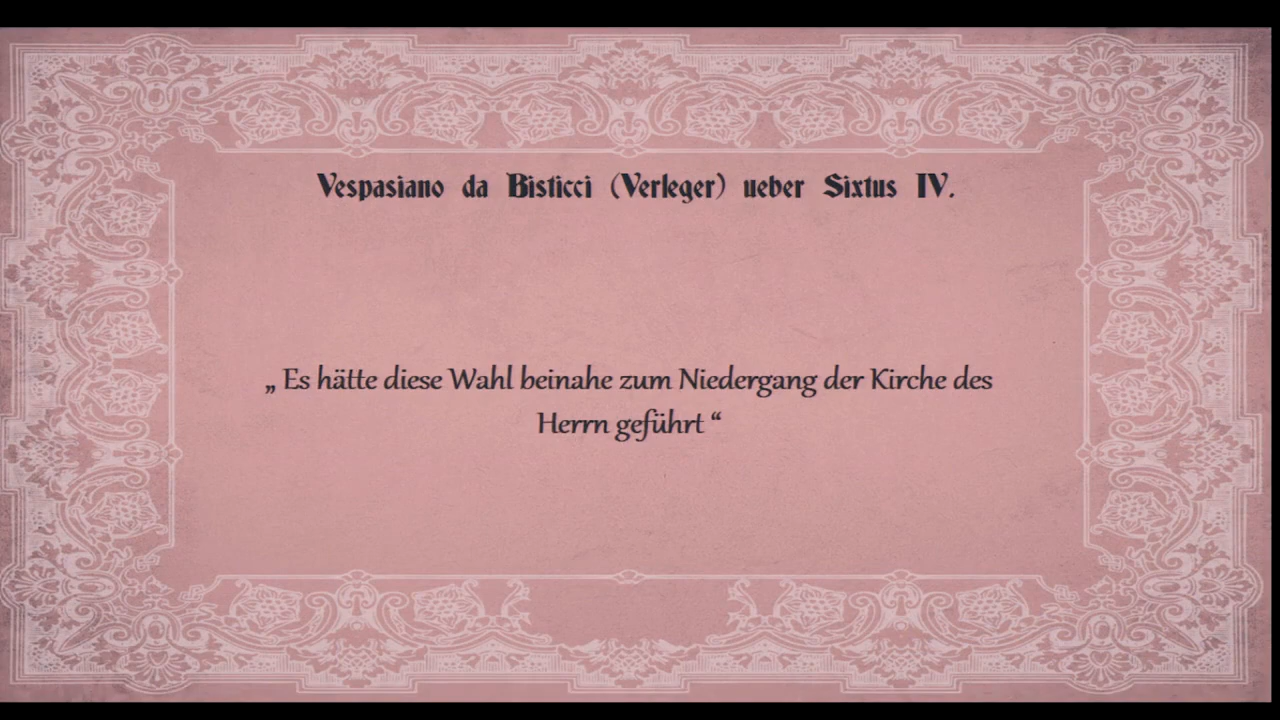 Vespasiano da Bisticci (Verleger) ueber Sixtus IV.
„ Es hätte diese Wahl beinahe zum Niedergang der Kirche des
Herrn geführt “